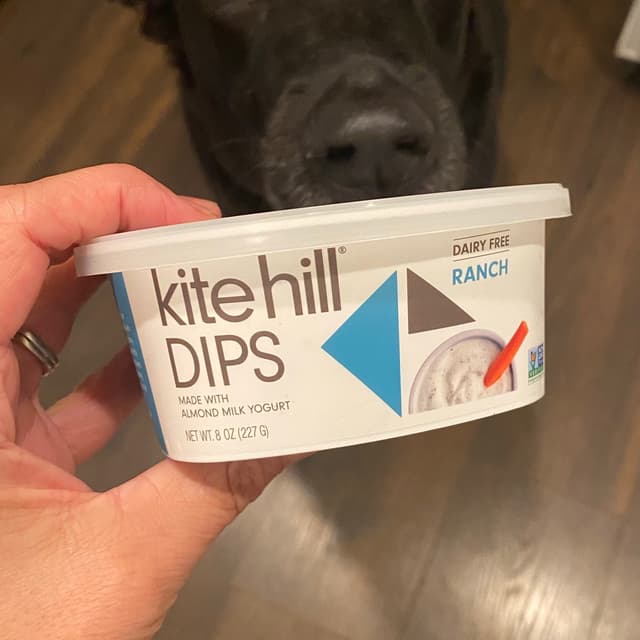 kite hill®
DIPS
MADE WITH
ALMOND MILK YOGURT
NET WT. 8 OZ (227 G)
DAIRY FREE
RANCH